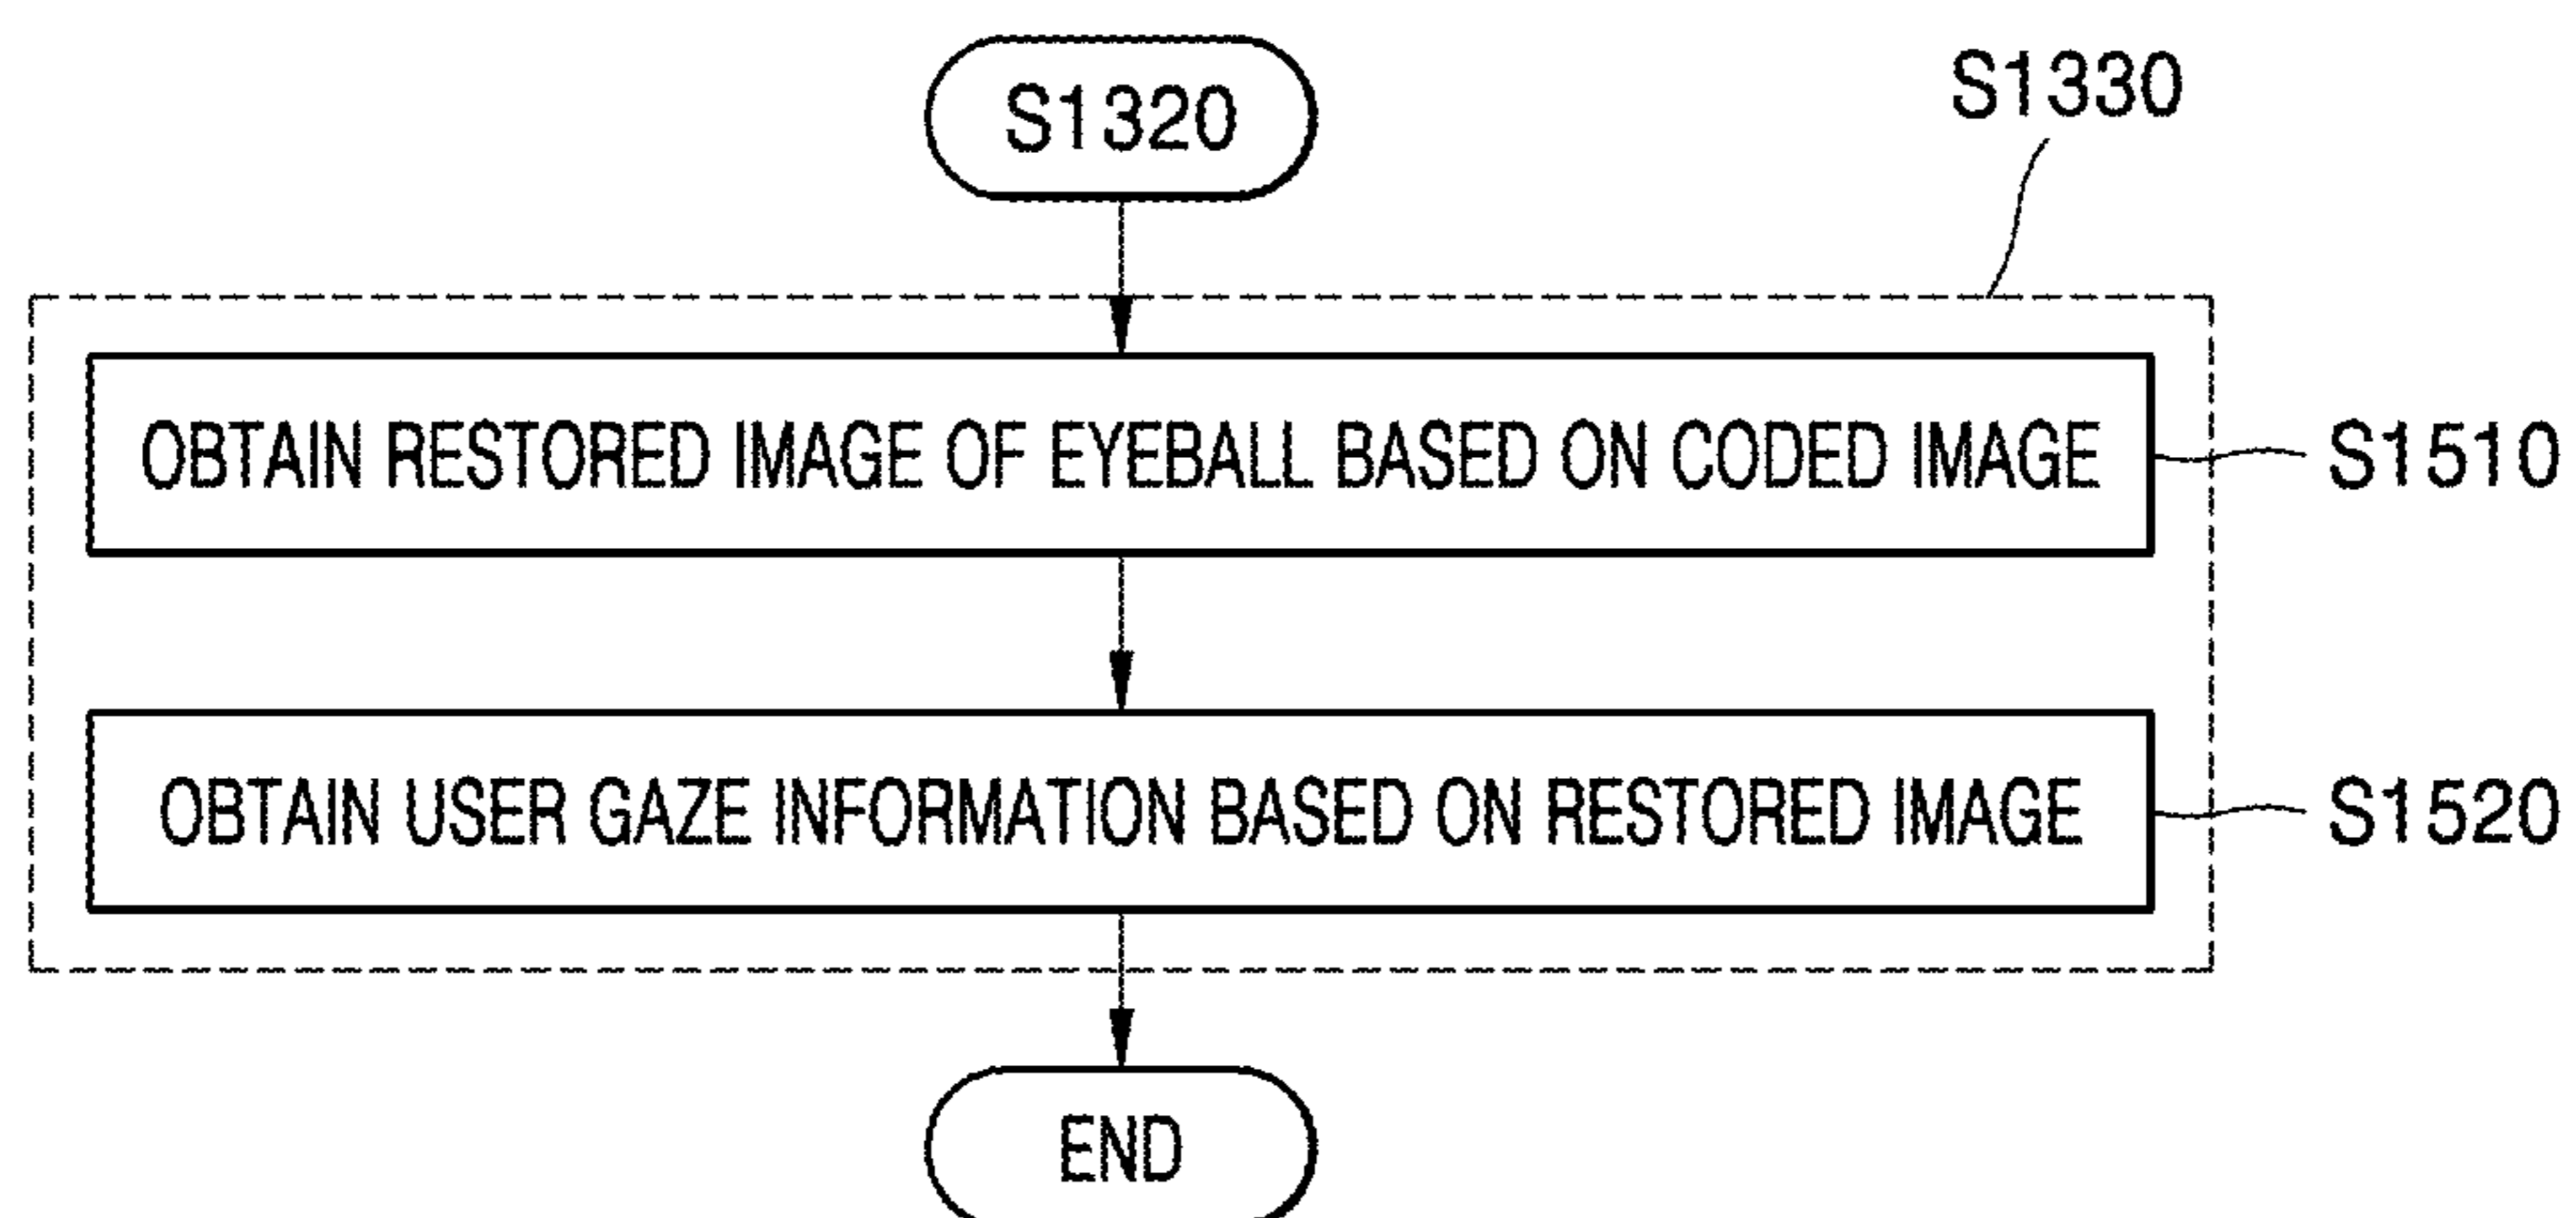 S1320
S1330
OBTAIN RESTORED IMAGE OF EYEBALL BASED ON CODED IMAGE
S1510
OBTAIN USER GAZE INFORMATION BASED ON RESTORED IMAGE
S1520
END